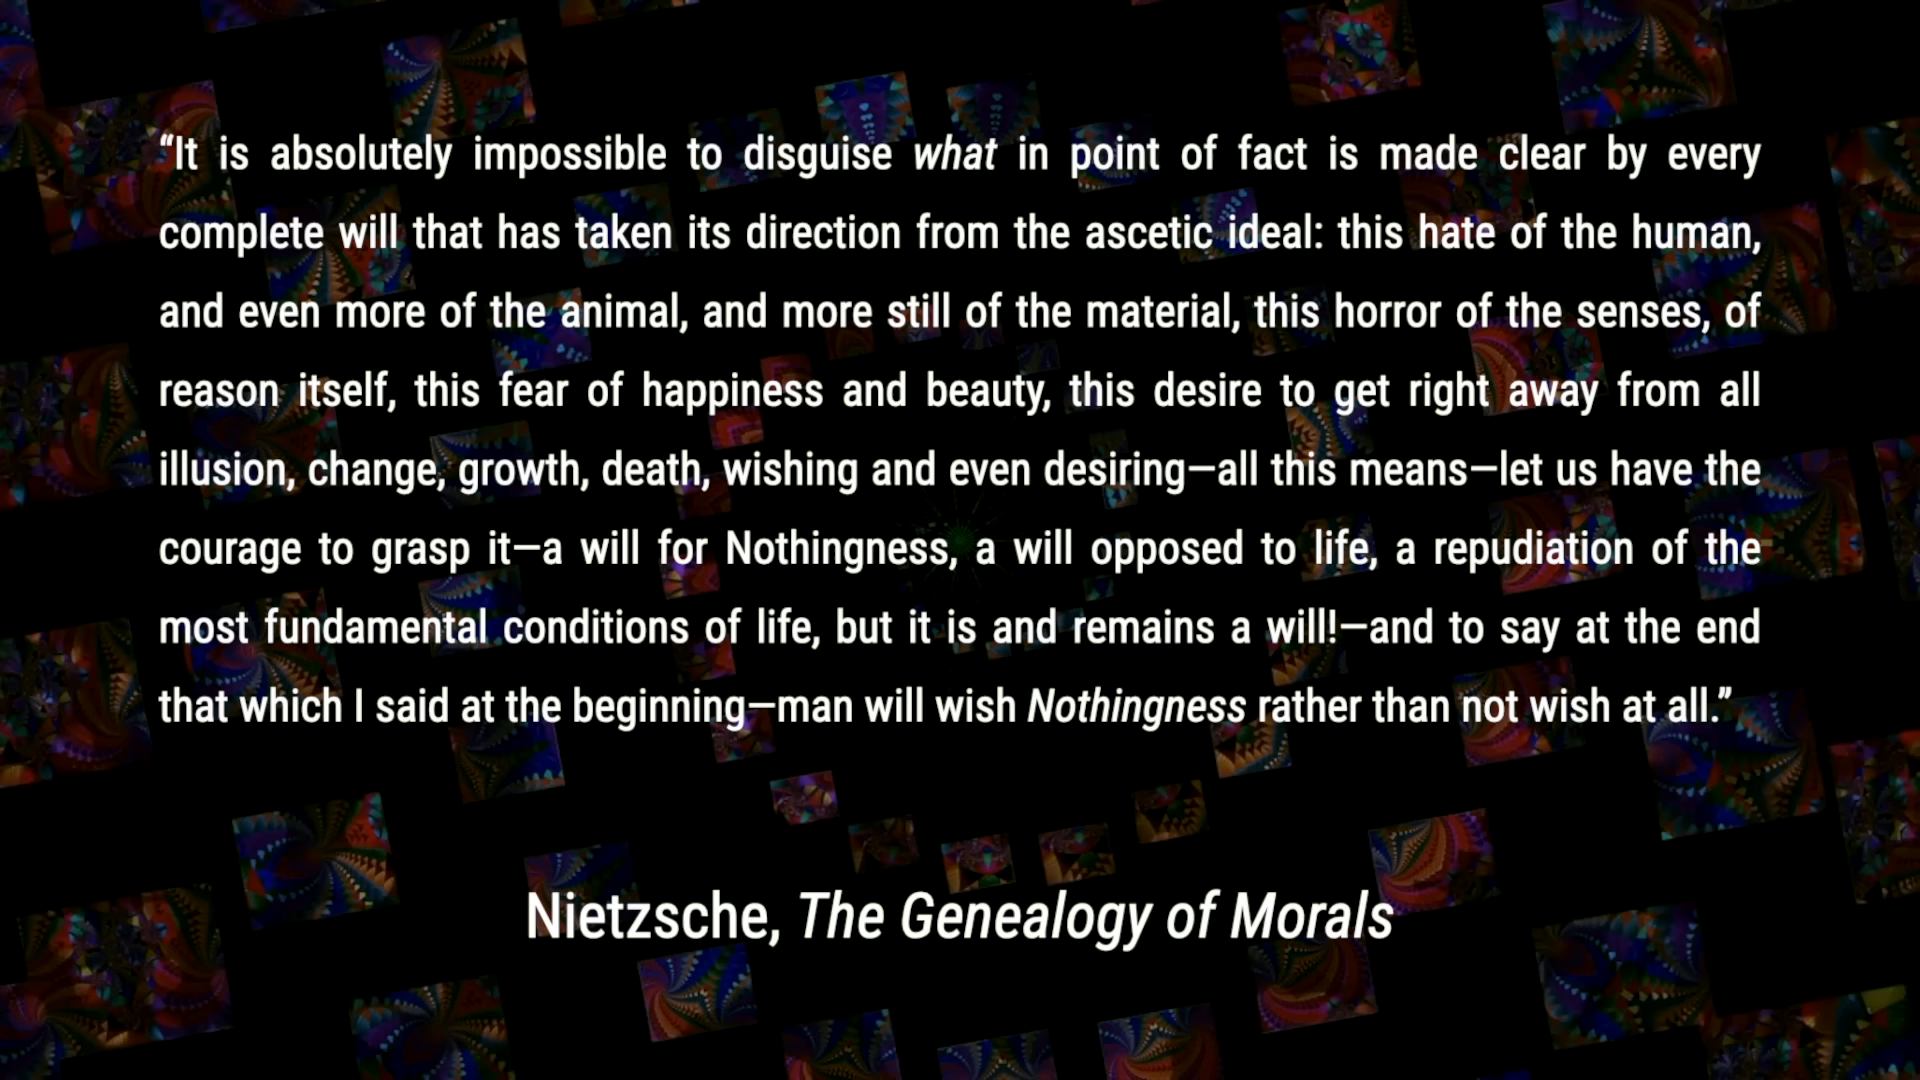 “It is absolutely impossible to disguise what in point of fact is made clear by every
complete will that has taken its direction from the ascetic ideal: this hate of the human,
and even more of the animal, and more still of the material, this horror of the senses, of
reason itself, this fear of happiness and beauty, this desire to get right away from all
illusion, change, growth, death, wishing and even desiring—all this means—let us have the
courage to grasp it—a will for Nothingness, a will opposed to life, a repudiation of the
most fundamental conditions of life, but it is and remains a will!—and to say at the end
that which I said at the beginning—man will wish Nothingness rather than not wish at all.”
Nietzsche, The Genealogy of Morals